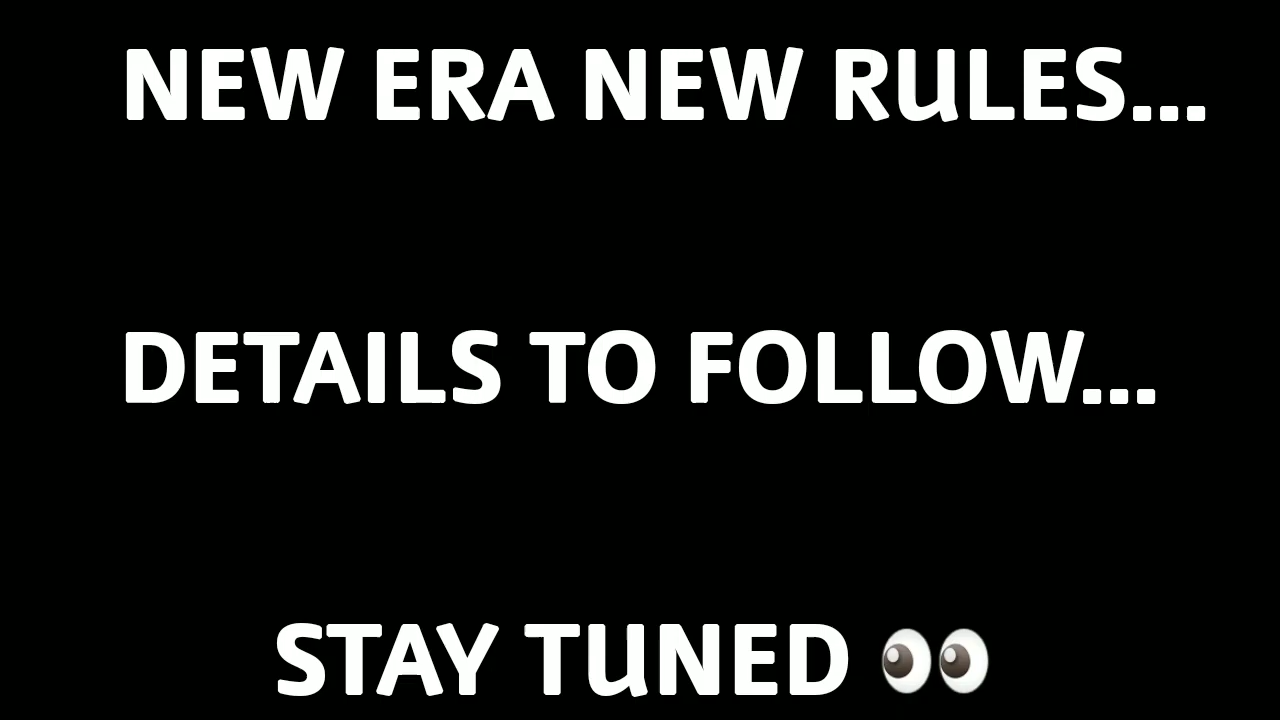 NEW ERA NEW RULES...
DETAILS TO FOLLOW...
STAY TUNED 👀